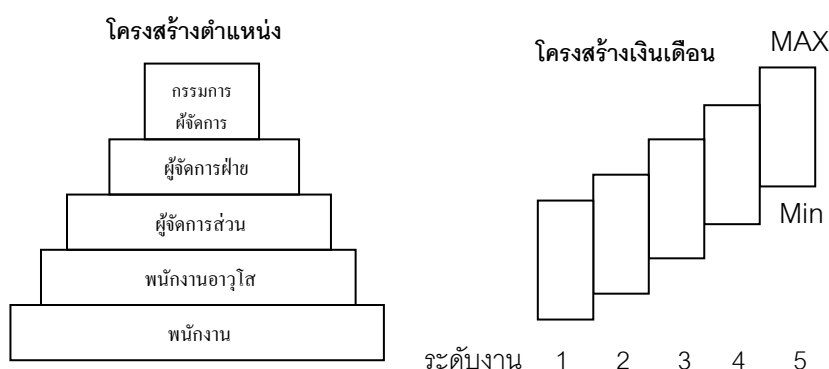 โครงสร้างตำแหน่ง
กรรมการ
ผู้จัดการ
ผู้จัดการฝ่าย
ผู้จัดการส่วน
พนักงานอาวุโส
พนักงาน
โครงสร้างเงินเดือน
MAX
Min
ระดับงาน 1 2 3 4 5